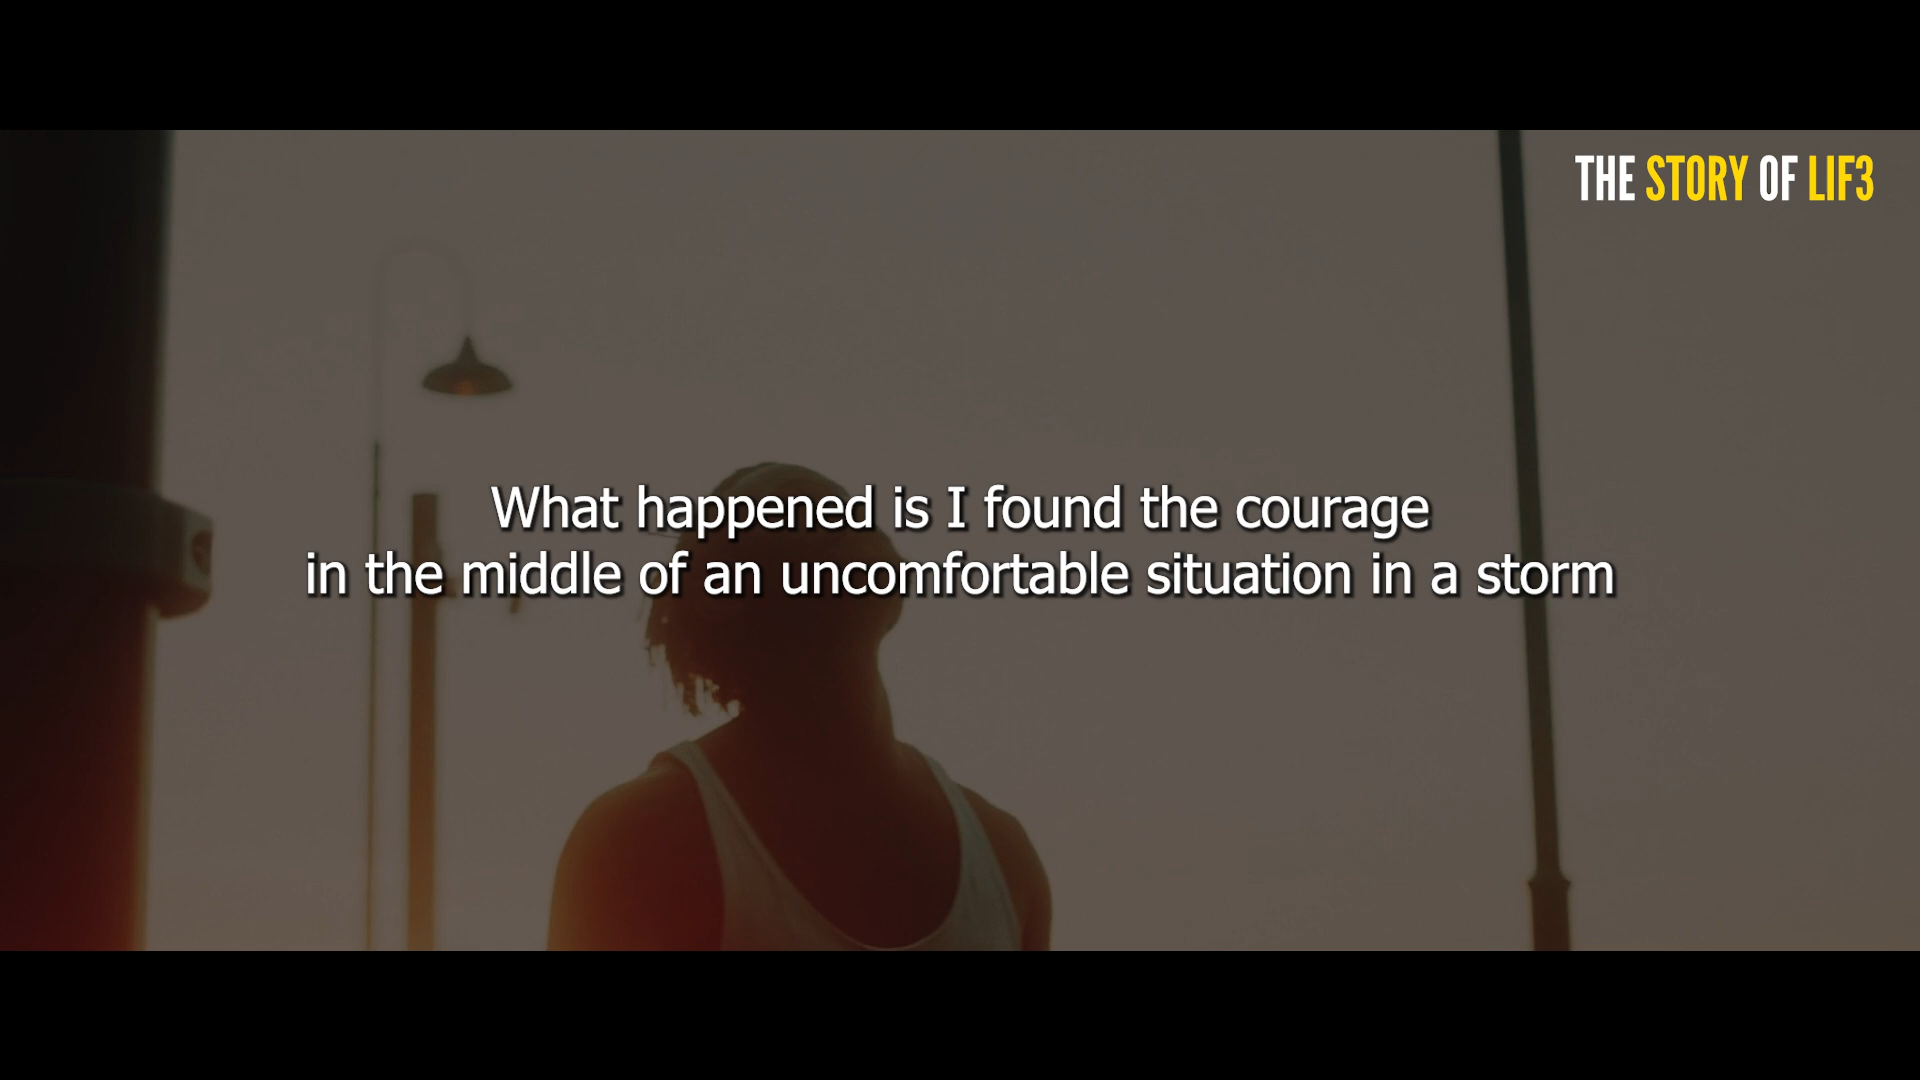 THE STORY OF LIF3
What happened is I found the courage
in the middle of an uncomfortable situation in a storm